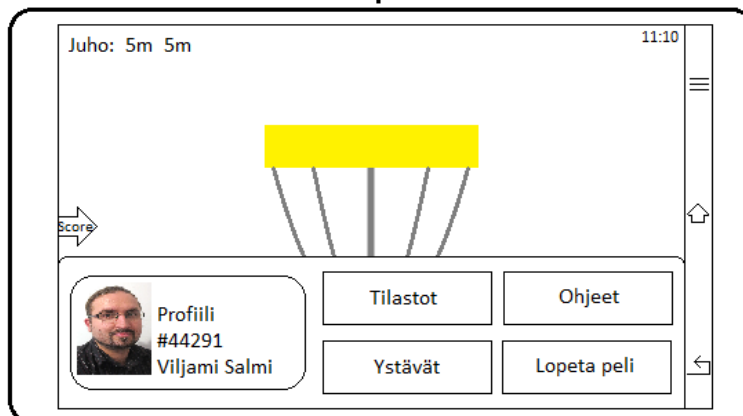 Juho: 5m 5m
11:10
Score
Profiili
#44291
Viljami Salmi
Tilastot
Ohjeet
Ystävät
Lopeta peli